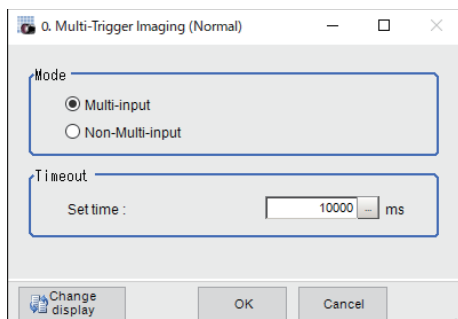 0. Multi-Trigger Imaging (Normal)
Mode
Multi-input
Non-Multi-input
Timeout
Set time :
10000 ... ms
Change
display
OK
Cancel